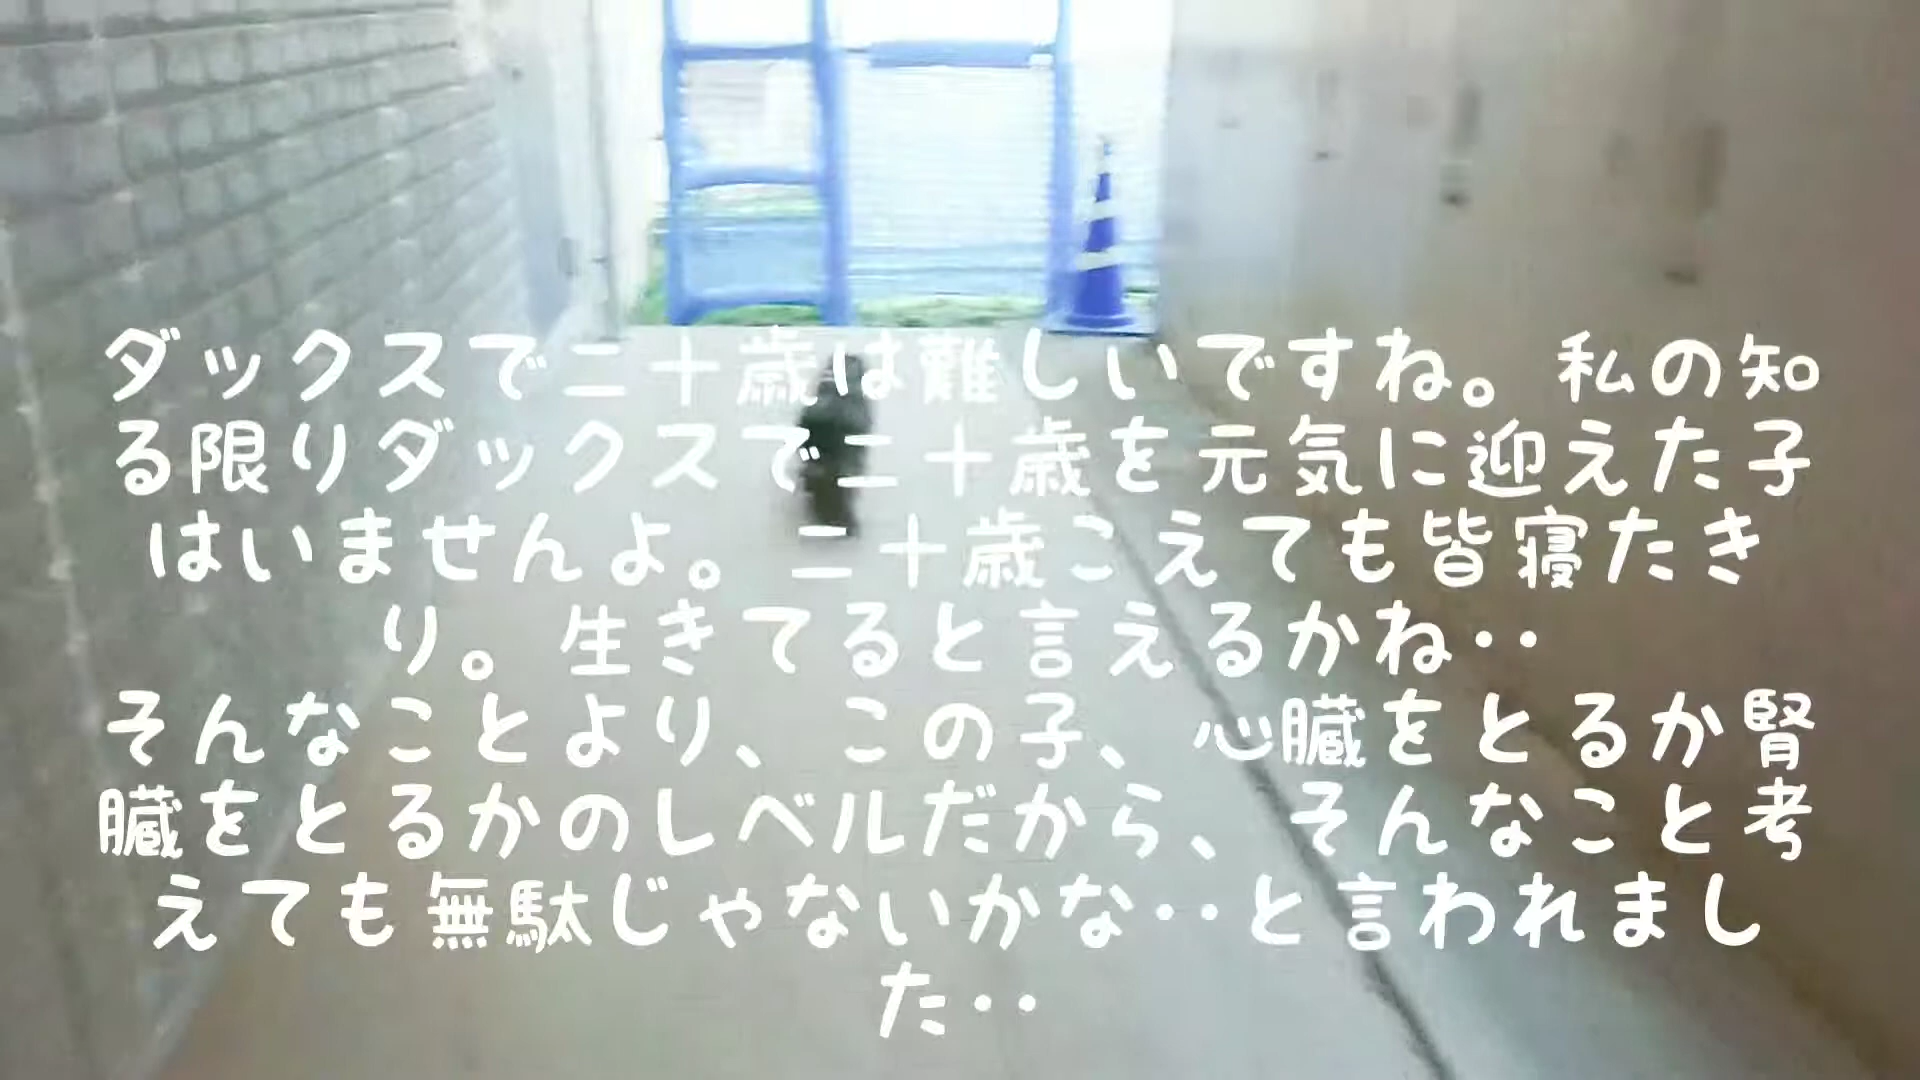 ダックスで二十歳は難しいですね。私の知
る限りダックスで二十歳を元気に迎えた子
はいませんよ。二十歳こえても皆寝たき
り。生きてると言えるかね‥
そんなことより、この子、心臓をとるか腎
臓をとるかのレベルだから、そんなこと考
えても無駄じゃないかな‥と言われまし
た‥